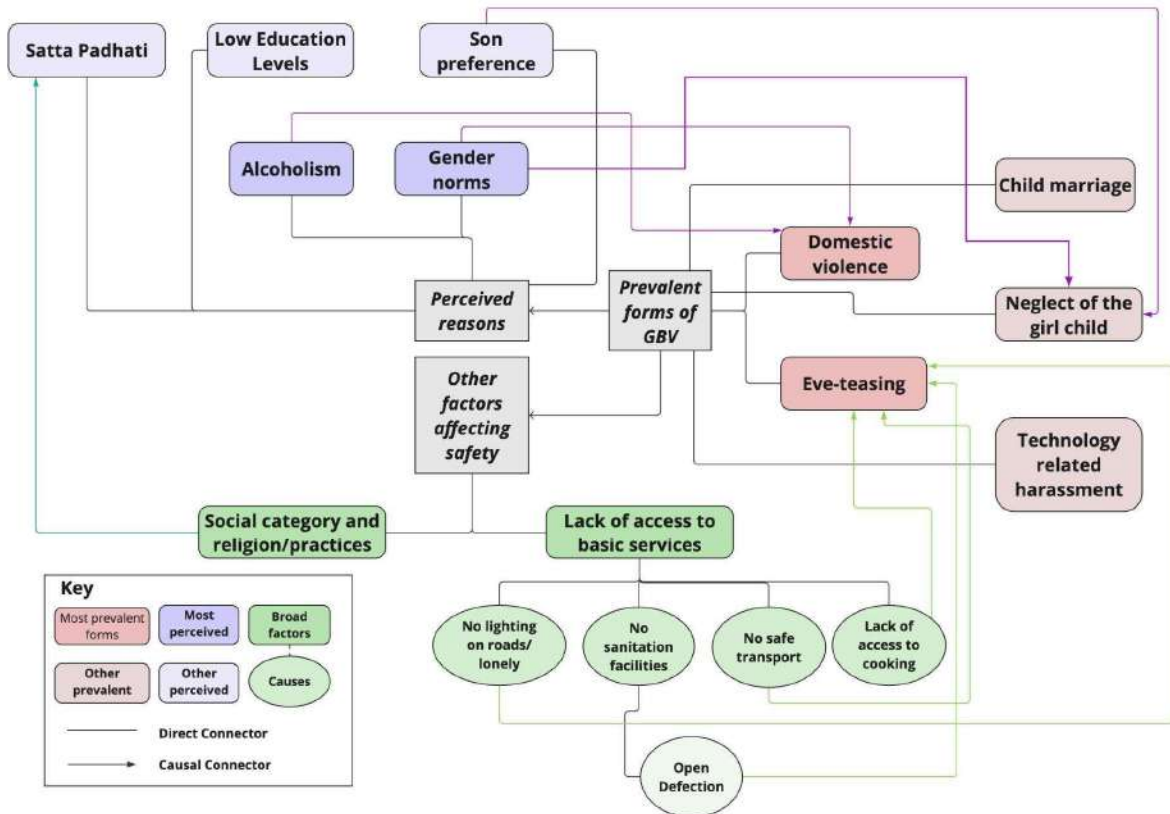 Satta Padhati
Low Education
Levels
Son
preference
Alcoholism
Gender
norms
Child marriage
Domestic
violence
Perceived
reasons
Prevalent
forms of
GBV
Neglect of the
girl child
Other
factors
affecting
safety
Eve-teasing
Technology
related
harassment
Social category and
religion/practices
Lack of access to
basic services
Key
Most prevalent
forms
Most
perceived
Broad
factors
Other
prevalent
Other
perceived
Causes
Direct Connector
Causal Connector
No lighting
on roads/
lonely
No
sanitation
facilities
No safe
transport
Lack of
access to
cooking
Open
Defection